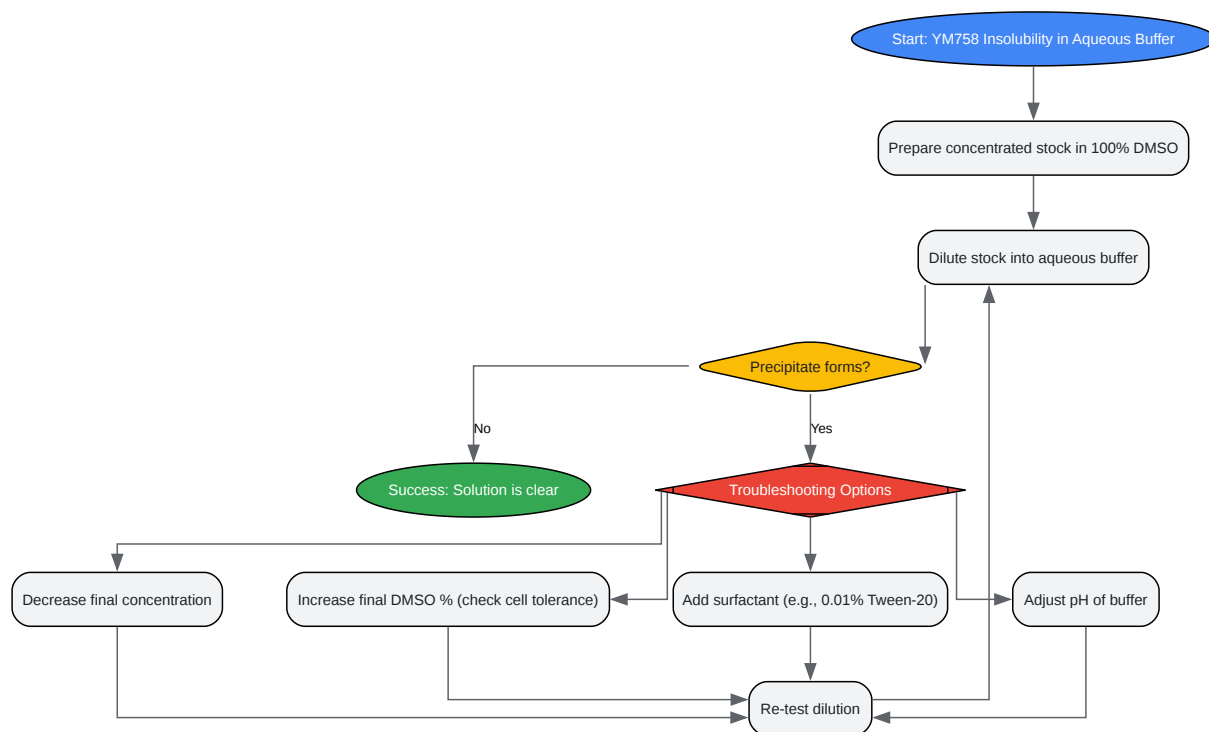 Start: YM758 Insolubility in Aqueous Buffer
Prepare concentrated stock in 100% DMSO
Dilute stock into aqueous buffer
Precipitate forms?
No
Yes
Success: Solution is clear
Troubleshooting Options
Decrease final concentration
Increase final DMSO % (check cell tolerance)
Add surfactant (e.g., 0.01% Tween-20)
Adjust pH of buffer
Re-test dilution